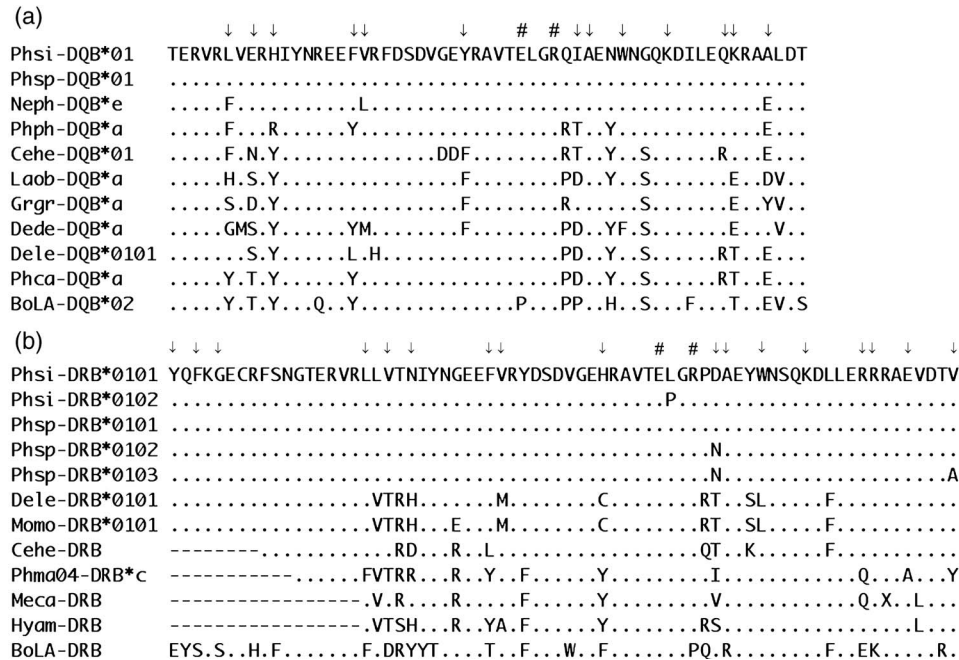 (a) ↓ ↓ ↓ ↓↓ ↓ # # ↓↓ ↓ ↓ ↓↓ ↓
Phsi-DQB*01 TERVRLVERHIYNREEFVRFDSDVGEYRAVTELGRQIAENWNGQKDILEQKRAALDT
Phsp-DQB*01 .........................................................
Neph-DQB*e .....F...........L...................................E...
Phph-DQB*a .....F...R......Y..................RT..Y.............E...
Cehe-DQB*01 .....F.N.Y..............DDF........RT..Y..S......R...E...
Laob-DQB*a .....H.S.Y................F........PD..Y..S.......E..DV..
Grgr-DQB*a .....S.D.Y................F........R...Y..S.......E..YV..
Dede-DQB*a .....GMS.Y......YM........F........PD..YF.S.......E...V..
Dele-DQB*0101 .......S.Y......L.H................PD..Y..S......RT..E...
Phca-DQB*a .....Y.T.Y......Y..................PD..Y..S......RT..E...
BoLA-DQB*02 .....Y.T.Y...Q..F..............P...PP..H..S...F...T..EV.S
(b) ↓ ↓ ↓ ↓ ↓ ↓ ↓↓ ↓ # # ↓↓ ↓ ↓ ↓↓ ↓ ↓
Phsi-DRB*0101 YQFKGECRFSNGTERVRLLVTNIYNGEEFVRYDSDVGEHRAVTELGRPDAEYWNSQKDLLERRRAEVDTV
Phsi-DRB*0102 ............................................P.........................
Phsp-DRB*0101 ......................................................................
Phsp-DRB*0102 ................................................N.....................
Phsp-DRB*0103 ................................................N....................A
Dele-DRB*0101 ..................VTRH.......M........C........RT..SL.....F...........
Momo-DRB*0101 ..................VTRH...E...M........C........RT..SL.....F...........
Cehe-DRB --------............RD...R..L..................QT..K......F...........
Phma04-DRB*c -----------......FVTRR...R..Y..F......Y.........I............Q...A...Y
Meca-DRB -----------------.V.R....R.....F......Y.........V............Q.X..L...
Hyam-DRB -----------------.VTSH...R..YA.F......Y........RS.................L...
BoLA-DRB EYS.S..H.F.......F.DRYYT....T..F...W..F.......PQ.R........F..EK.....R.